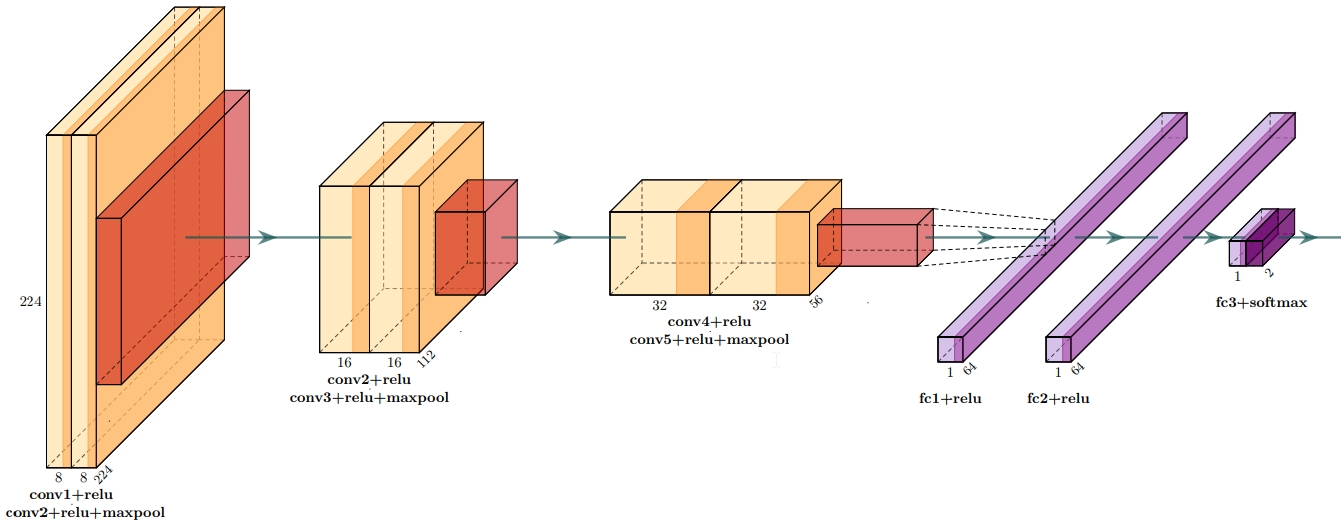 224
8
8
224
conv1+relu
conv2+relu+maxpool
16
16
112
conv2+relu
conv3+relu+maxpool
32
32
56
conv4+relu
conv5+relu+maxpool
1
64
fc1+relu
1
64
fc2+relu
1
2
fc3+softmax